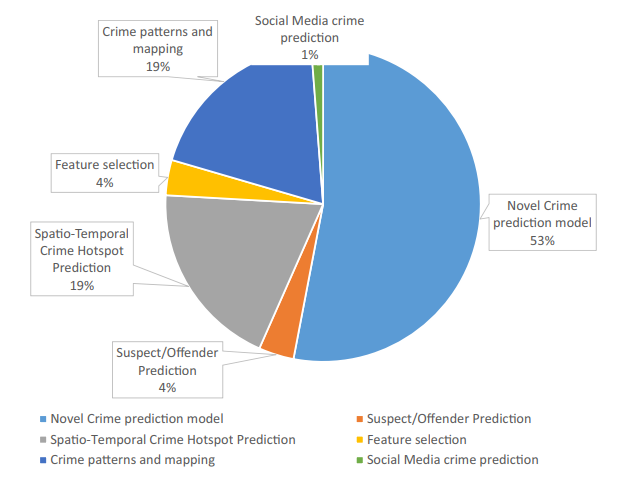 Social Media crime
prediction
1%
Crime patterns and
mapping
19%
Feature selection
4%
Novel Crime
prediction model
53%
Spatio-Temporal
Crime Hotspot
Prediction
19%
Suspect/Offender
Prediction
4%
Novel Crime prediction model
Suspect/Offender Prediction
Spatio-Temporal Crime Hotspot Prediction
Feature selection
Crime patterns and mapping
Social Media crime prediction